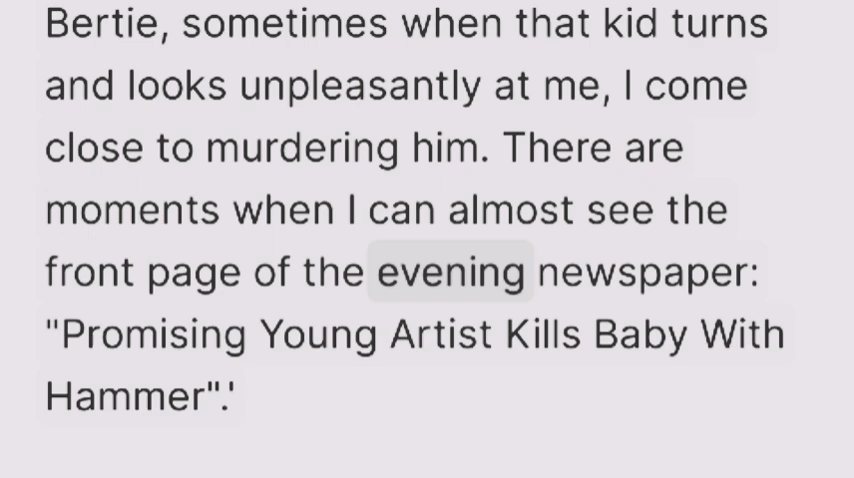 Bertie, sometimes when that kid turns
and looks unpleasantly at me, I come
close to murdering him. There are
moments when I can almost see the
front page of the evening newspaper:
"Promising Young Artist Kills Baby With
Hammer".'